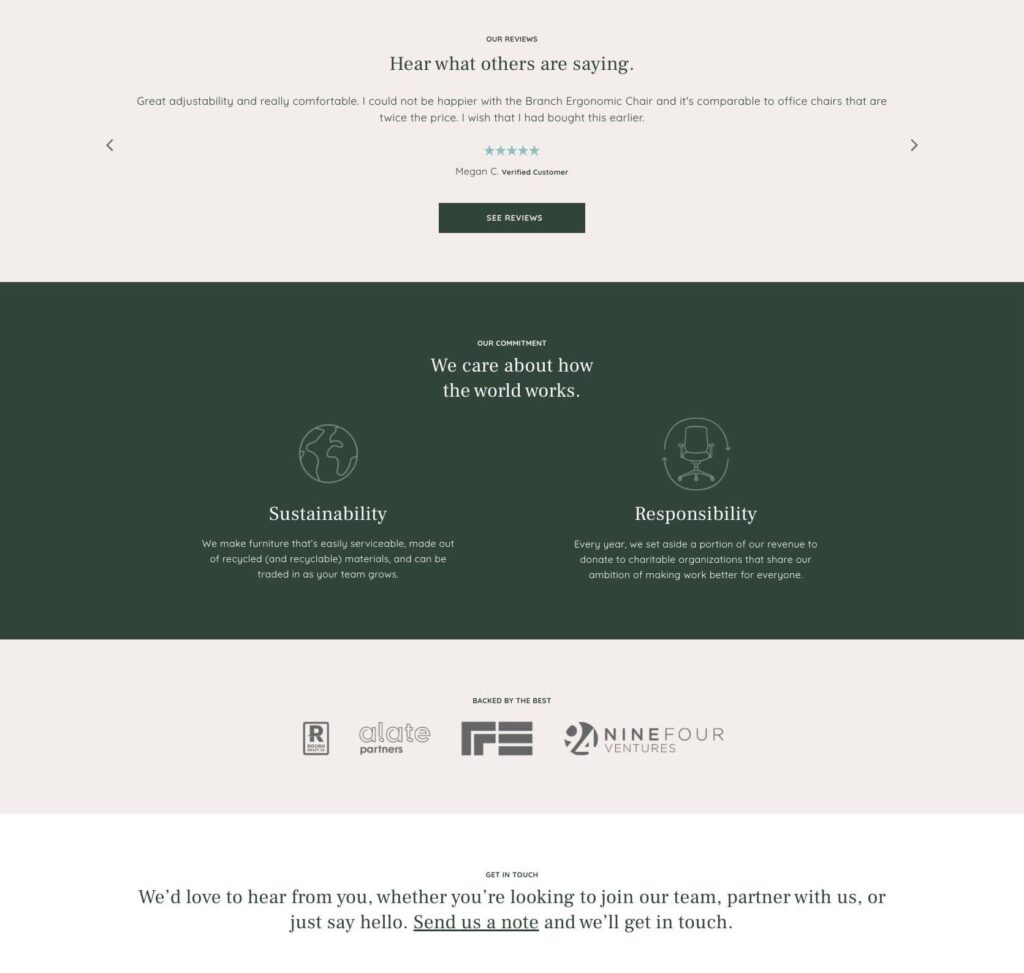 OUR REVIEWS
Hear what others are saying.
Great adjustability and really comfortable. I could not be happier with the Branch Ergonomic Chair and it's comparable to office chairs that are
twice the price. I wish that I had bought this earlier.
Megan C. Verified Customer
SEE REVIEWS
OUR COMMITMENT
We care about how
the world works.
Sustainability
We make furniture that's easily serviceable, made out
of recycled (and recyclable) materials, and can be
traded in as your team grows.
Responsibility
Every year, we set aside a portion of our revenue to
donate to charitable organizations that share our
ambition of making work better for everyone.
BACKED BY THE BEST
R
ROUGH
DRAFT VC
alate
partners
24
NINEFOUR
VENTURES
GET IN TOUCH
We’d love to hear from you, whether you’re looking to join our team, partner with us, or
just say hello. Send us a note and we’ll get in touch.